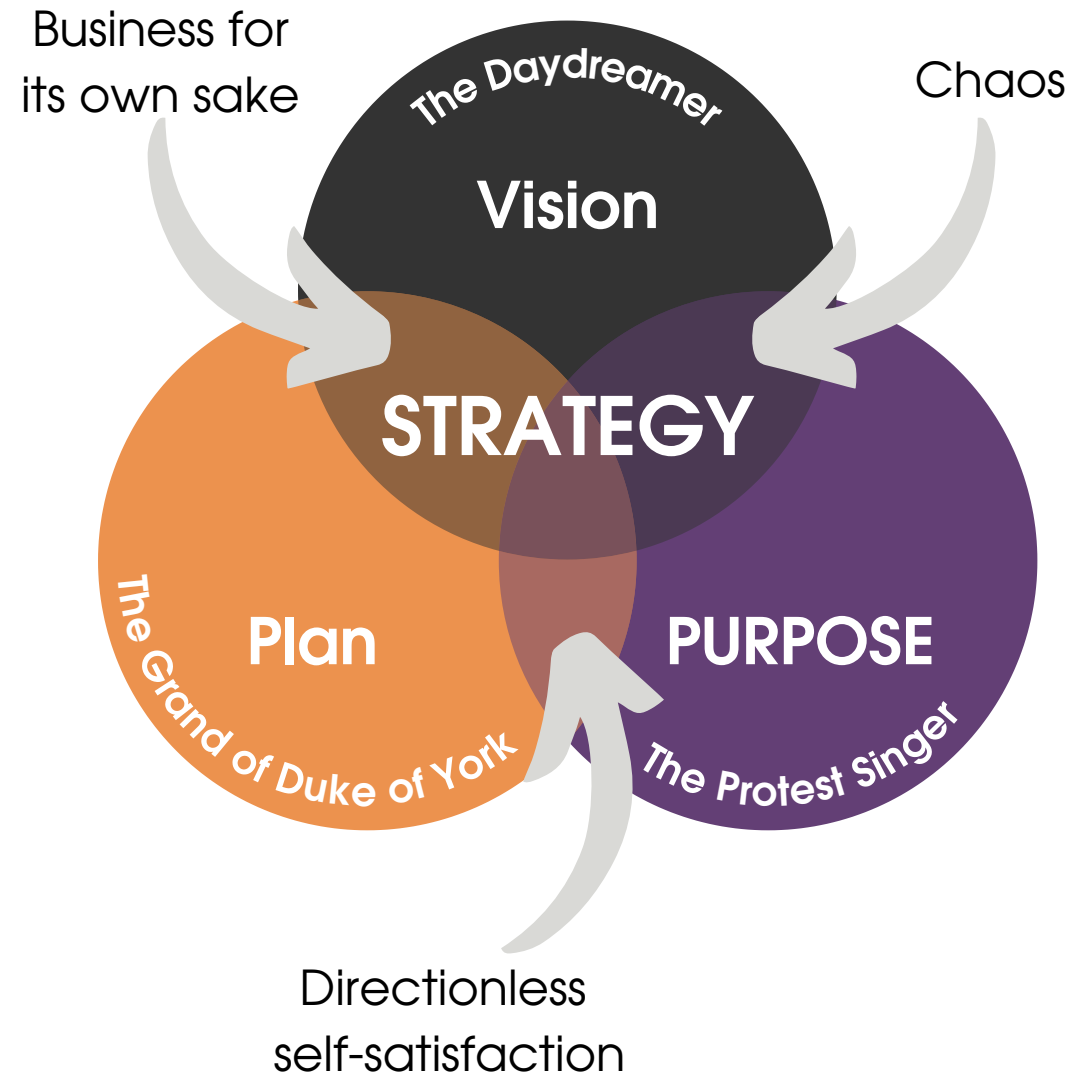 Business for
its own sake
Chaos
The Daydreamer
Vision
STRATEGY
Plan
PURPOSE
The Grand of Duke of York
The Protest Singer
Directionless
self-satisfaction